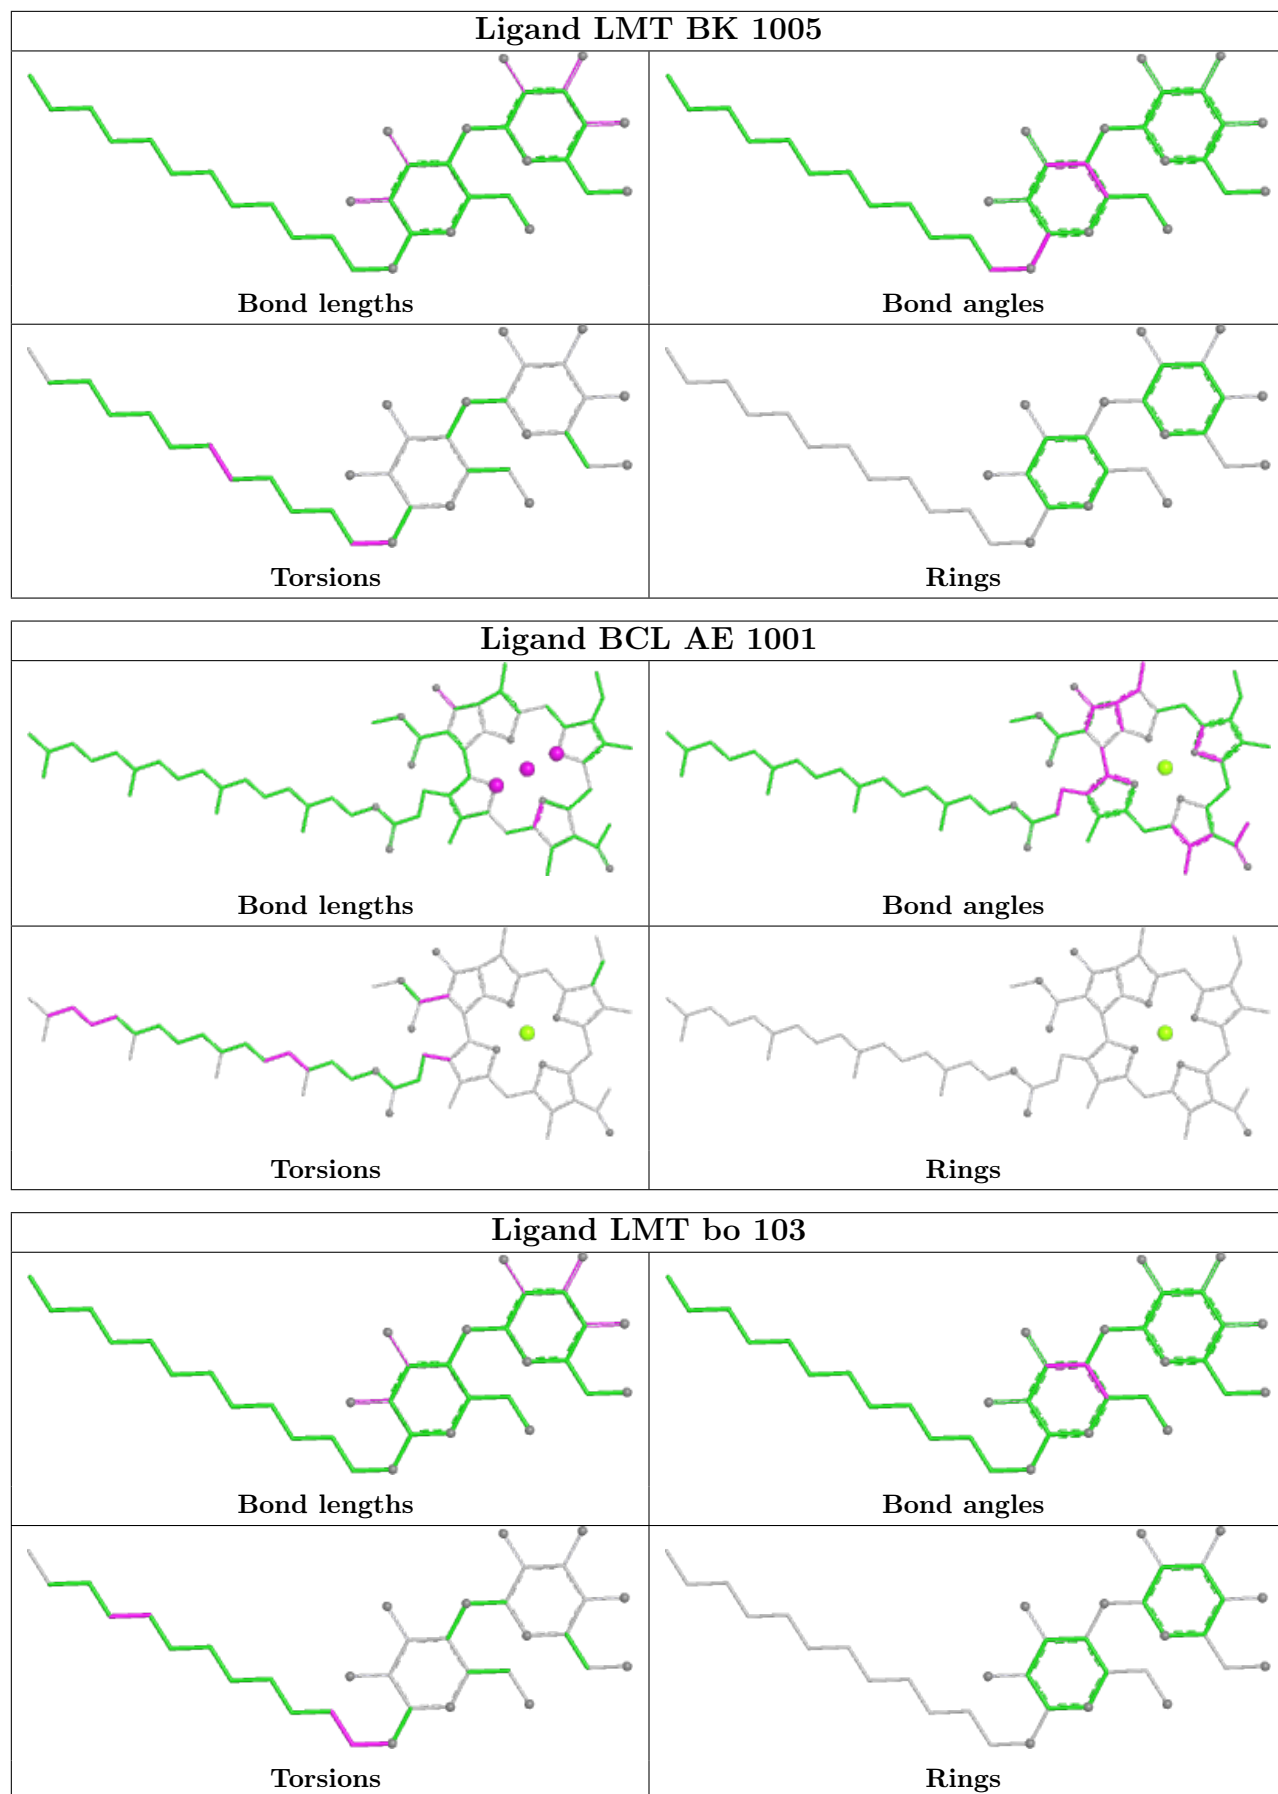 Ligand LMT BK 1005
Bond lengths
Bond angles
Torsions
Rings
Ligand BCL AE 1001
Bond lengths
Bond angles
Torsions
Rings
Ligand LMT bo 103
Bond lengths
Bond angles
Torsions
Rings